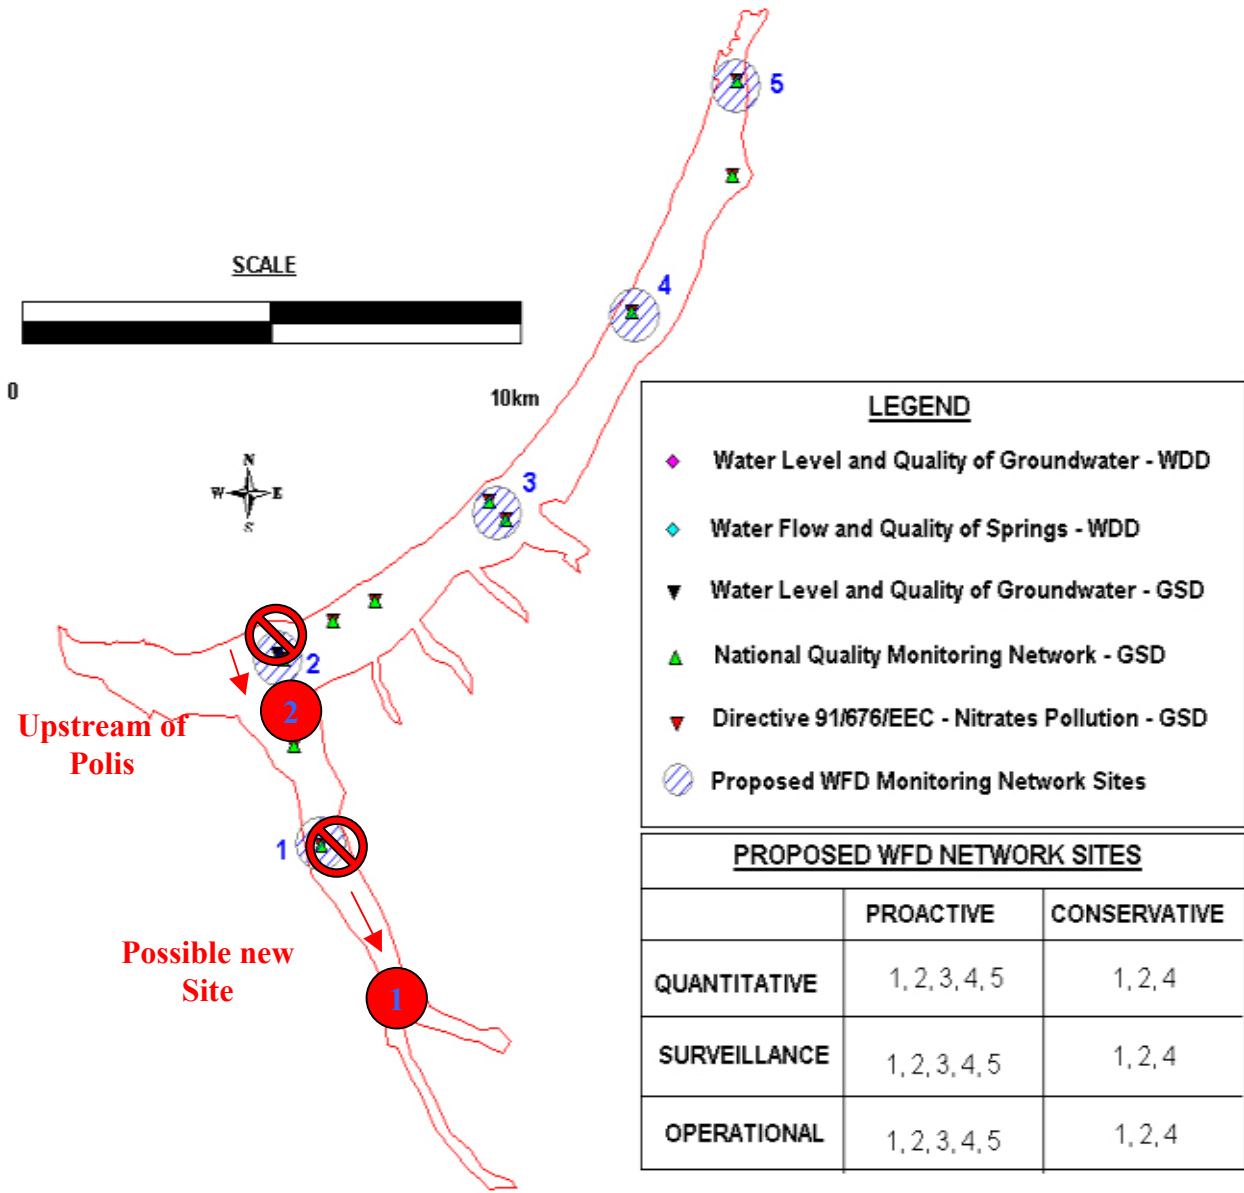 5
SCALE
4
0
10km
N
W E
S
3
2
Upstream of
Polis
2
1
Possible new
Site
1
LEGEND
Water Level and Quality of Groundwater - WDD
Water Flow and Quality of Springs - WDD
Water Level and Quality of Groundwater - GSD
National Quality Monitoring Network - GSD
Directive 91/676/EEC - Nitrates Pollution - GSD
Proposed WFD Monitoring Network Sites
PROPOSED WFD NETWORK SITES
PROACTIVE CONSERVATIVE
QUANTITATIVE 1, 2, 3, 4, 5 1, 2, 4
SURVEILLANCE 1, 2, 3, 4, 5 1, 2, 4
OPERATIONAL 1, 2, 3, 4, 5 1, 2, 4